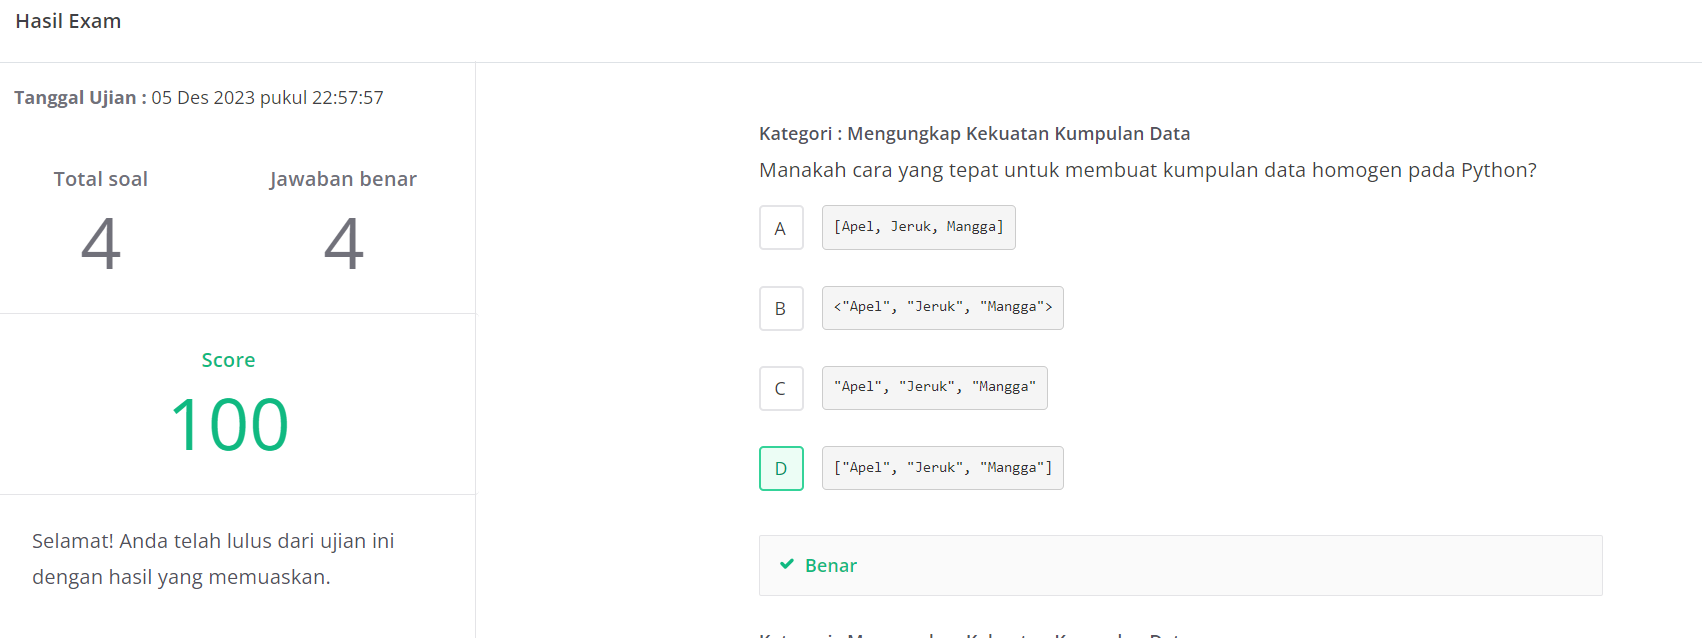 Hasil Exam
Tanggal Ujian : 05 Des 2023 pukul 22:57:57
Total soal
4
Jawaban benar
4
Score
100
Selamat! Anda telah lulus dari ujian ini
dengan hasil yang memuaskan.
Kategori : Mengungkap Kekuatan Kumpulan Data
Manakah cara yang tepat untuk membuat kumpulan data homogen pada Python?
A [Apel, Jeruk, Mangga]
B <"Apel", "Jeruk", "Mangga">
C "Apel", "Jeruk", "Mangga"
D ["Apel", "Jeruk", "Mangga"]
Benar